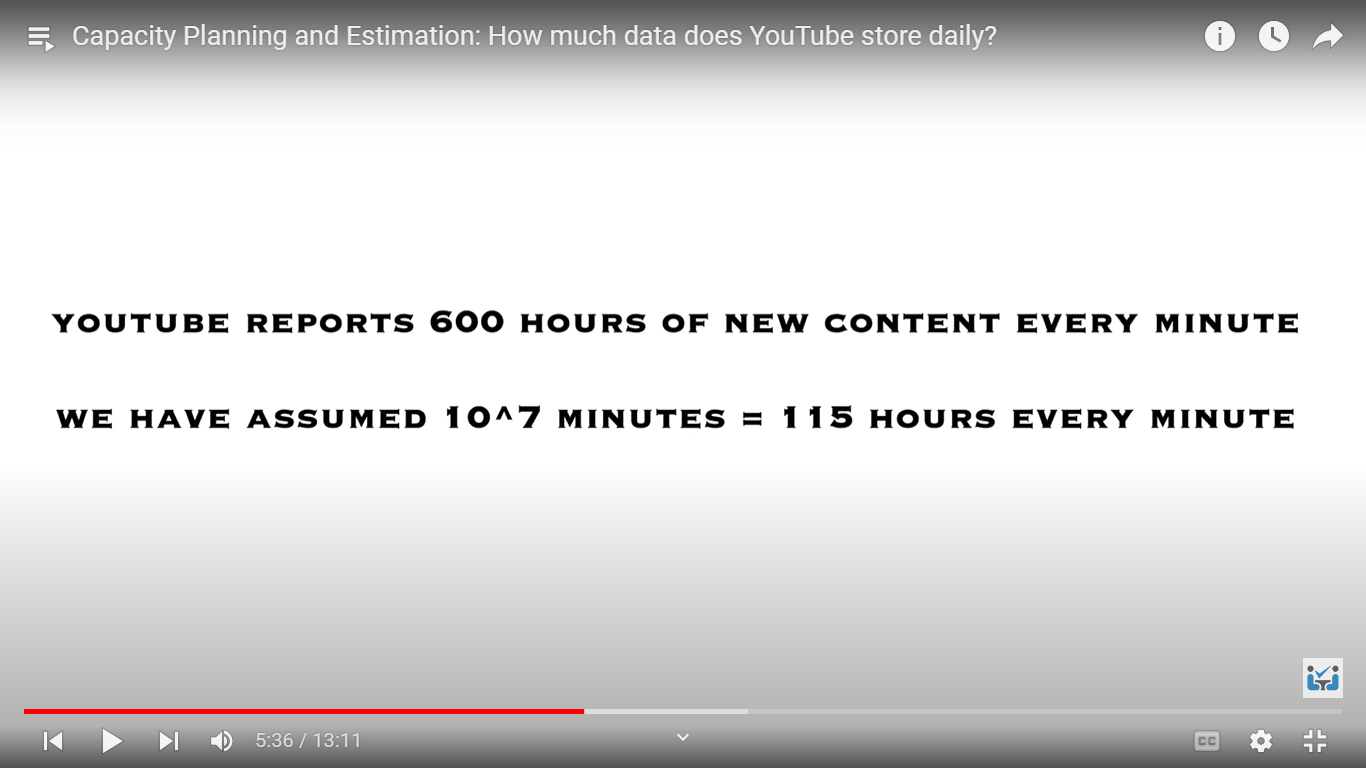 Capacity Planning and Estimation: How much data does YouTube store daily?
YOUTUBE REPORTS 600 HOURS OF NEW CONTENT EVERY MINUTE
WE HAVE ASSUMED 10^7 MINUTES = 115 HOURS EVERY MINUTE
5:36 / 13:11
CC